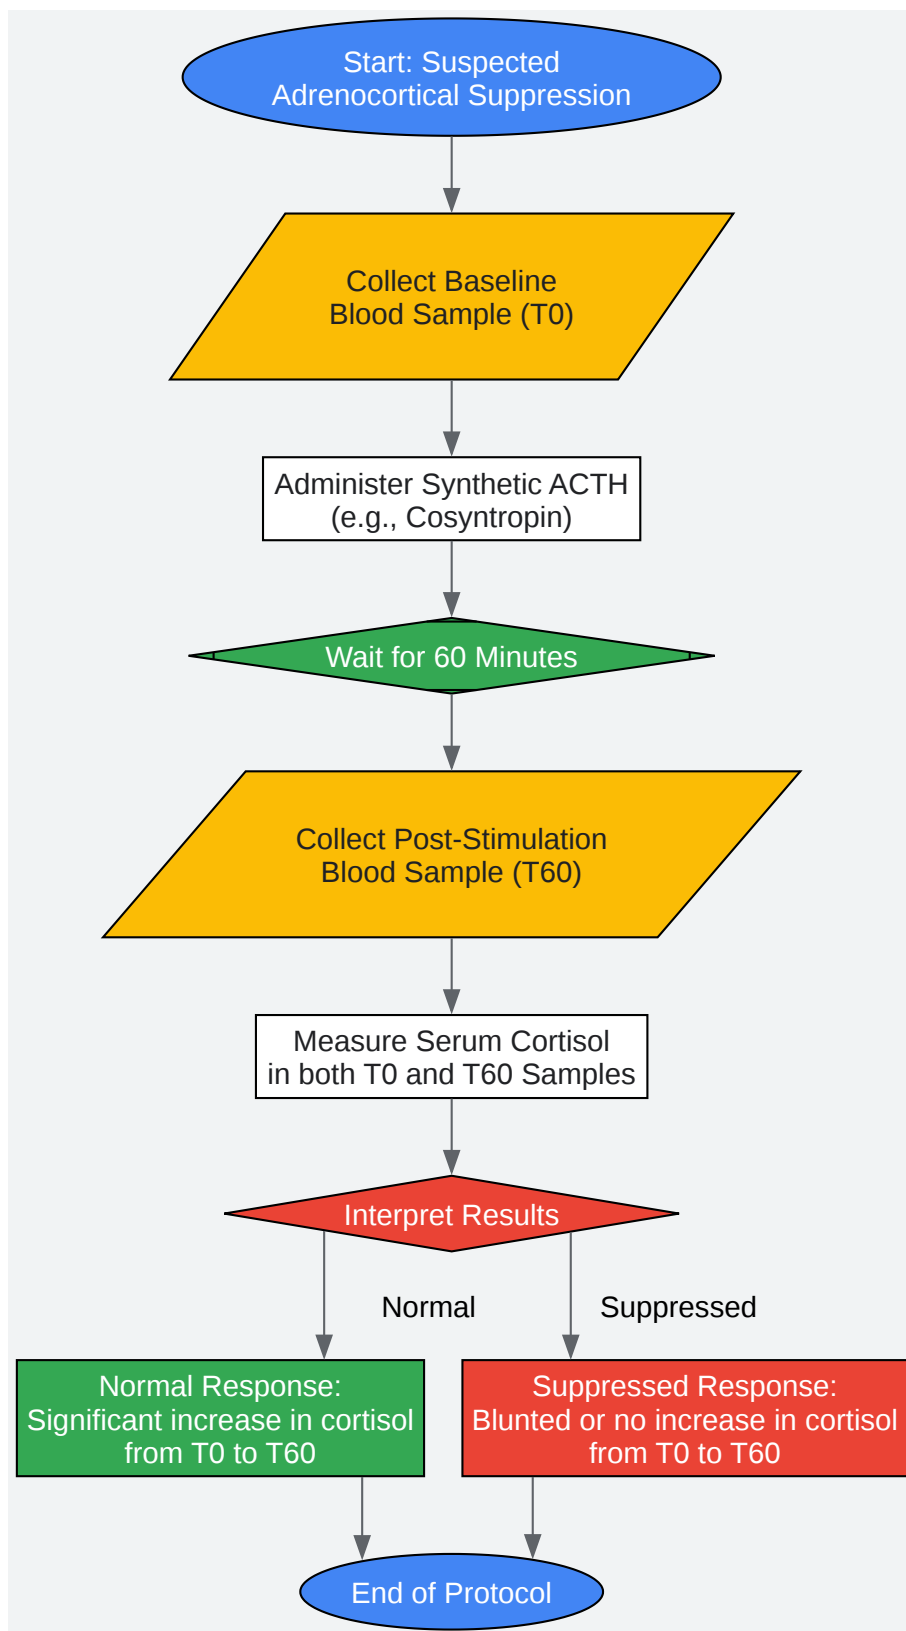 Start: Suspected
Adrenocortical Suppression
Collect Baseline
Blood Sample (T0)
Administer Synthetic ACTH
(e.g., Cosyntropin)
Wait for 60 Minutes
Collect Post-Stimulation
Blood Sample (T60)
Measure Serum Cortisol
in both T0 and T60 Samples
Interpret Results
Normal
Suppressed
Normal Response:
Significant increase in cortisol
from T0 to T60
Suppressed Response:
Blunted or no increase in cortisol
from T0 to T60
End of Protocol